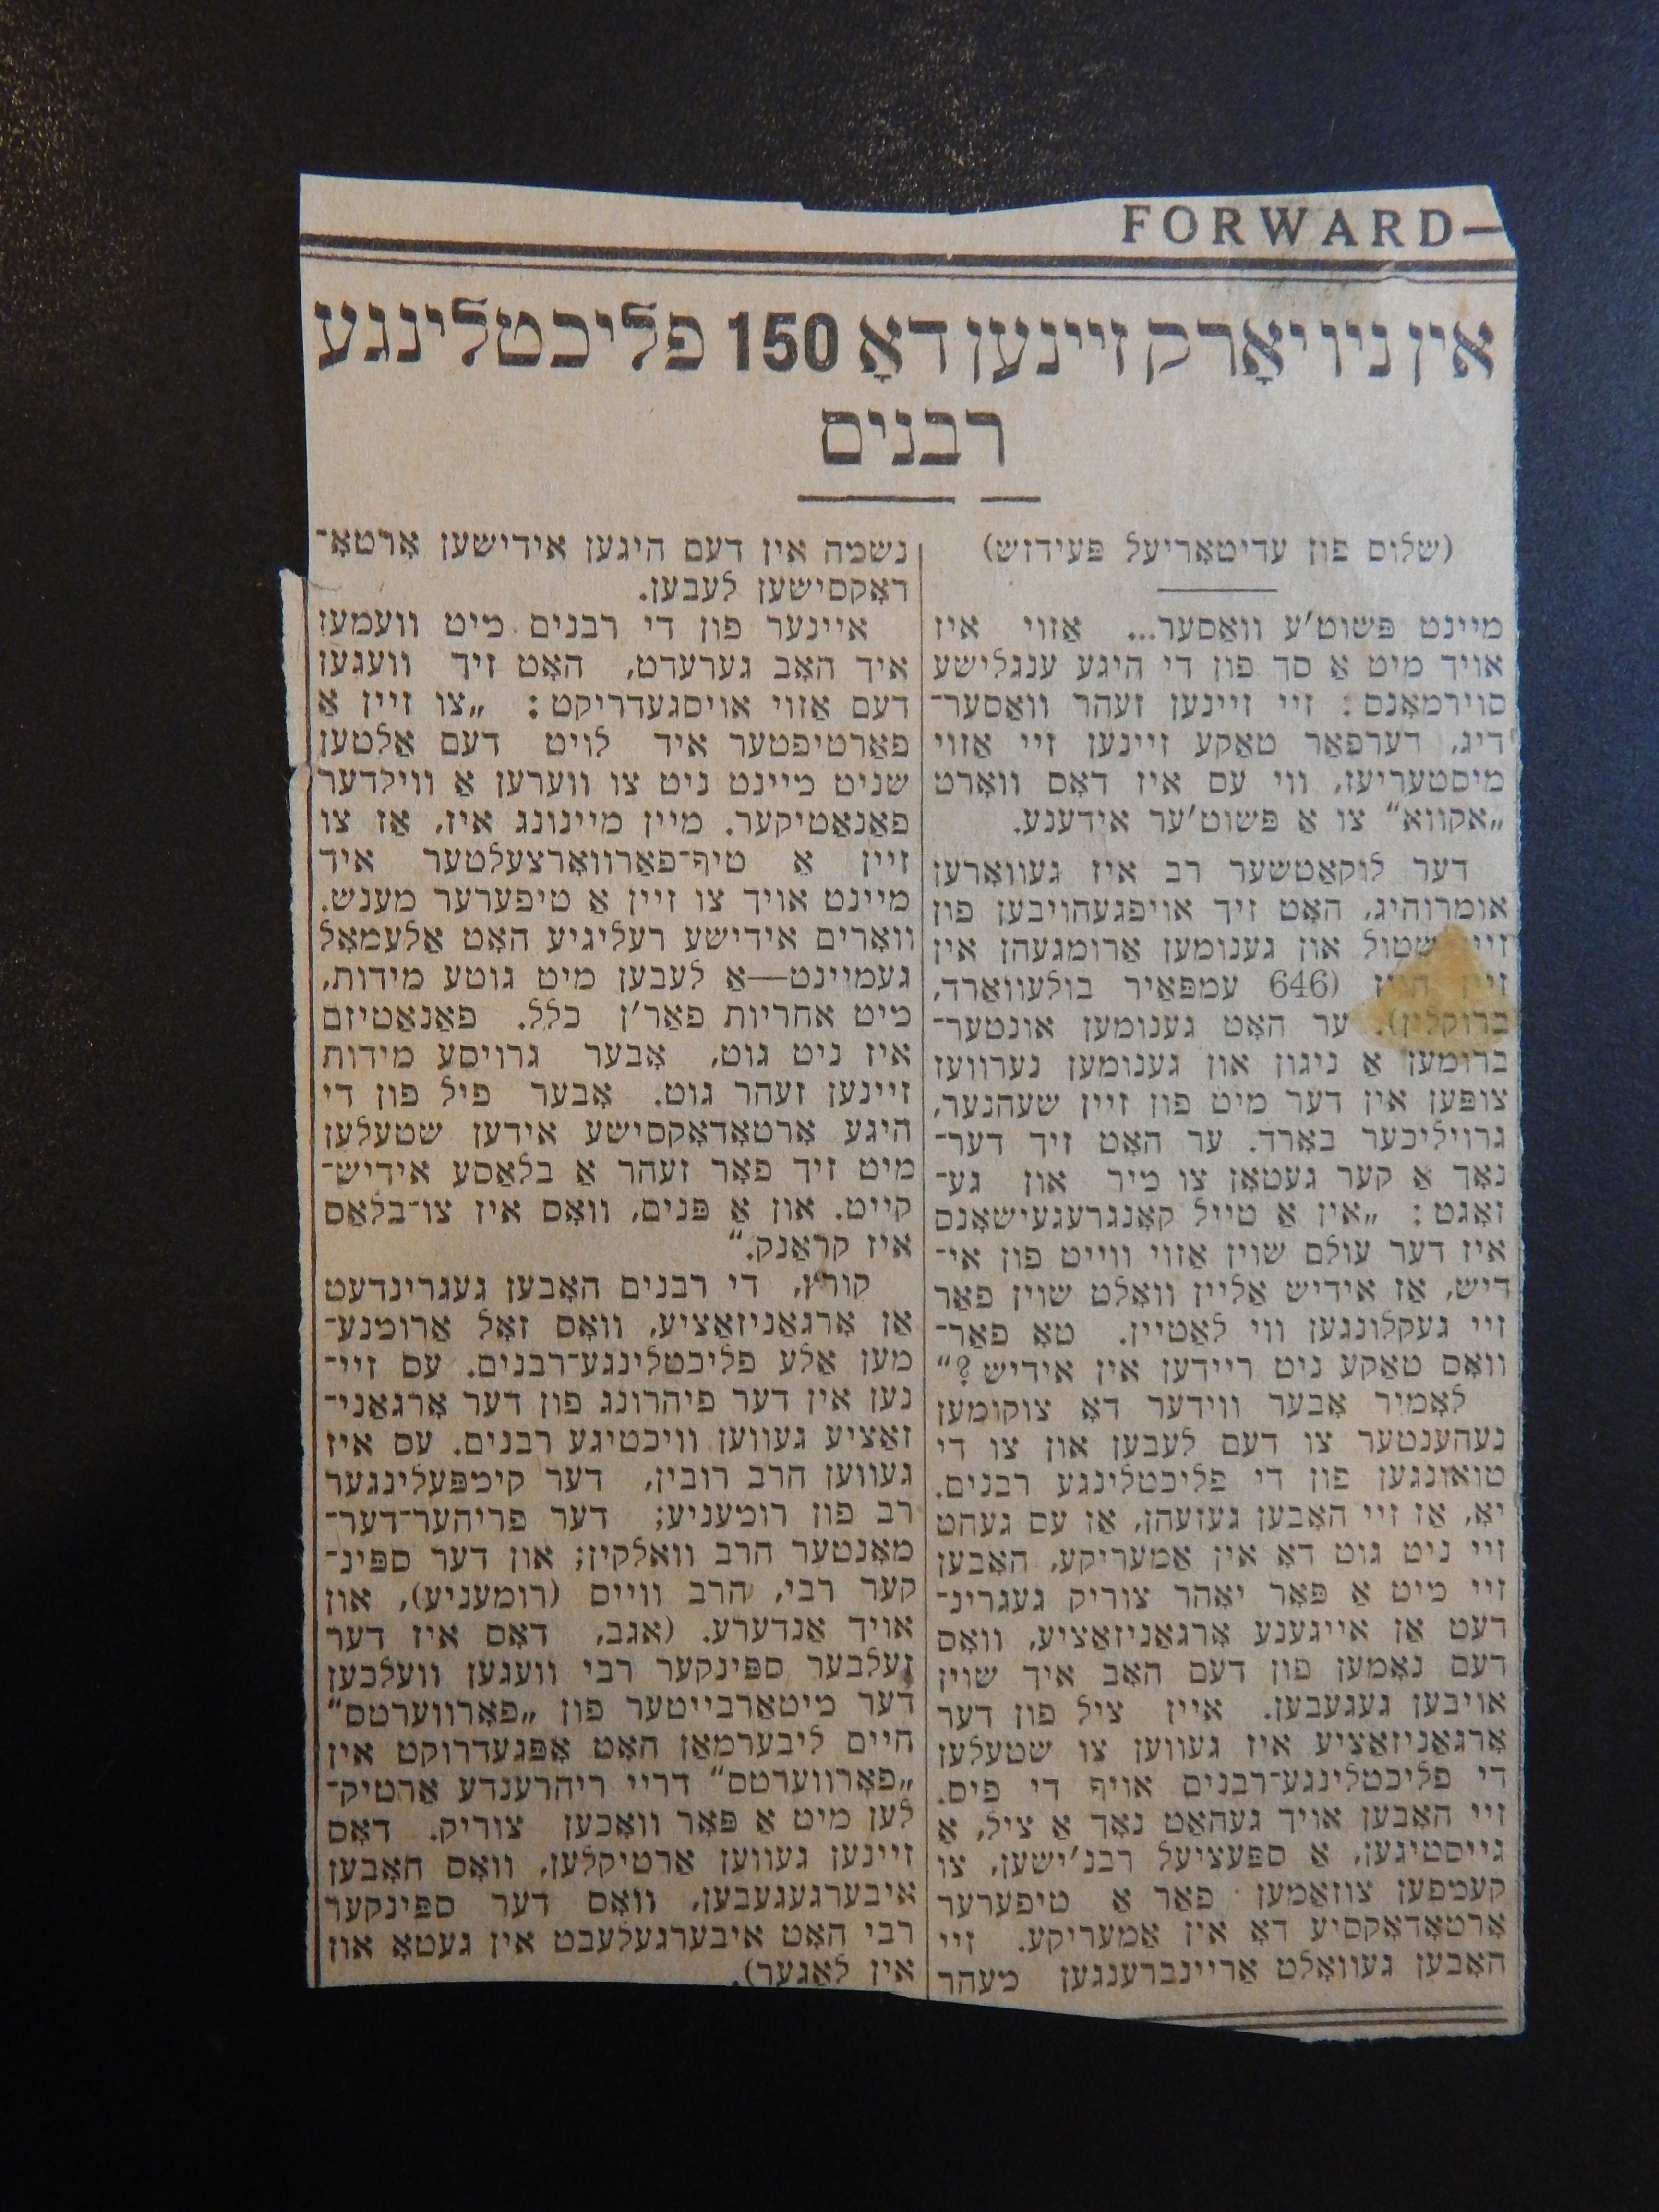 FORWARD—
אין ניו יאָרק זיינען דאָ 150 פליכטלינגע
רבנים
(שלוס פון עדיטאָריעל פּעידזש)
מיינט פּשוט'ע וואַסער... אַזוי איז
אויך מיט אַ סך פון די היגע ענגלישע
סוירמאָנס: זיי זיינען זעהר וואַסער־
דיג, דערפאַר טאַקע זיינען זיי אַזוי
מיסטעריעז, ווי עס איז דאָס וואָרט
„אקווא" צו אַ פּשוט'ער אידענע.
דער לוקאַטשער רב איז געוואָרען
אומרוהיג, האָט זיך אויפגעהויבען פון
זיין שטול און גענומען אַרומגעהן אין
זיין הויז (646 עמפּאַיר בולעוואַרד,
ברוקלין). ער האָט גענומען אונטער־
ברומען אַ ניגון און גענומען נערוועז
צופּען אין דער מיט פון זיין שעהנער,
גרויליכער באָרד. ער האָט זיך דער־
נאָך אַ קער געטאָן צו מיר און גע־
זאָגט: „אין אַ טייל קאָנגרעגעישאָנס
איז דער עולם שוין אַזוי ווייט פון אי־
דיש, אַז אידיש אַליין וואָלט שוין פאַר
זיי געקלונגען ווי לאַטיין. טאָ פאַר־
וואָס טאַקע ניט ריידען אין אידיש?"
לאָמיר אָבער ווידער דאָ צוקומען
נעהענטער צו דעם לעבען און צו די
טואונגען פון די פליכטלינגע רבנים.
יאָ, אַז זיי האָבען געזעהן, אַז עס געהט
זיי ניט גוט דאָ אין אַמעריקע, האָבען
זיי מיט אַ פּאָר יאָהר צוריק געגרינ־
דעט אַן אייגענע אָרגאַניזאַציע, וואָס
דעם נאָמען פון דעם האָב איך שוין
אויבען געגעבען. איין ציל פון דער
אָרגאַניזאַציע איז געווען צו שטעלען
די פליכטלינגע־רבנים אויף די פיס.
זיי האָבען אויך געהאַט נאָך אַ ציל, אַ
גייסטיגען, אַ ספּעציעל רבנ'ישען, צו
קעמפען צוזאַמען פאַר אַ טיפערער
אָרטאָדאָקסיע דאָ אין אַמעריקע. זיי
האָבען געוואָלט אַריינברענגען מעהר
נשמה אין דעם היגען אידישען אָרטאָ־
דאָקסישען לעבען.
איינער פון די רבנים מיט וועמען
איך האָב גערעדט, האָט זיך וועגען
דעם אַזוי אויסגעדריקט: „צו זיין אַ
פאַרטיפטער איד לויט דעם אַלטען
שניט מיינט ניט צו ווערען אַ ווילדער
פאַנאַטיקער. מיין מיינונג איז, אַז צו
זיין אַ טיף־פאַרוואָרצעלטער איד
מיינט אויך צו זיין אַ טיפערער מענש.
וואָרים אידישע רעליגיע האָט אַלעמאָל
געמיינט—אַ לעבען מיט גוטע מידות,
מיט אחריות פאַר'ן כלל. פאַנאַטיזם
איז ניט גוט, אָבער גרויסע מידות
זיינען זעהר גוט. אָבער פיל פון די
היגע אָרטאָדאָקסישע אידען שטעלען
מיט זיך פאָר זעהר אַ בלאַסע אידיש־
קייט. און אַ פּנים, וואָס איז צו־בלאַס
איז קראַנק."
קורץ, די רבנים האָבען געגרינדעט
אַן אָרגאַניזאַציע, וואָס זאָל אַרומנע־
מען אַלע פליכטלינגע־רבנים. עס זיי־
נען אין דער פיהרונג פון דער אָרגאַני־
זאַציע געווען וויכטיגע רבנים. עס איז
געווען הרב רובין, דער קימפּעלינגער
רב פון רומעניע; דער פריהער־דער־
מאָנטער הרב וואלקין; און דער ספּינ־
קער רבי, הרב ווייס (רומעניע), און
אויך אַנדערע. (אגב, דאָס איז דער
זעלבער ספּינקער רבי וועגען וועלכען
דער מיטאַרבייטער פון „פאָרווערטס"
חיים ליבערמאַן האָט אָפּגעדרוקט אין
„פאָרווערטס" דריי ריהרענדע אַרטיק־
לען מיט אַ פּאָר וואָכען צוריק. דאָס
זיינען געווען אַרטיקלען, וואָס האָבען
איבערגעגעבען, וואָס דער ספּינקער
רבי האָט איבערגעלעבט אין געטאָ און
אין לאַגער).